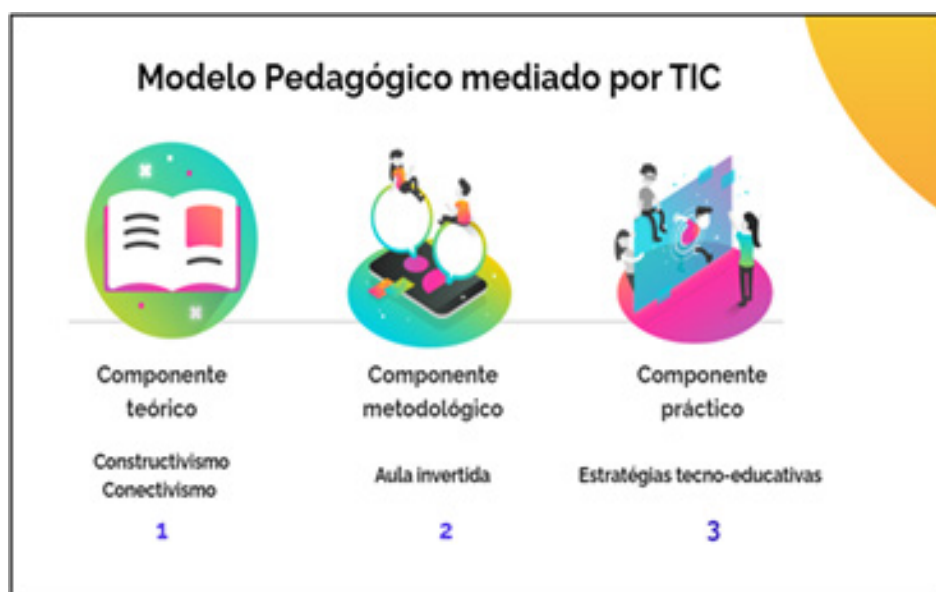 Modelo Pedagógico mediado por TIC
Componente
teórico
Constructivismo
Conectivismo
1
Componente
metodológico
Aula invertida
2
Componente
práctico
Estratégias tecno-educativas
3